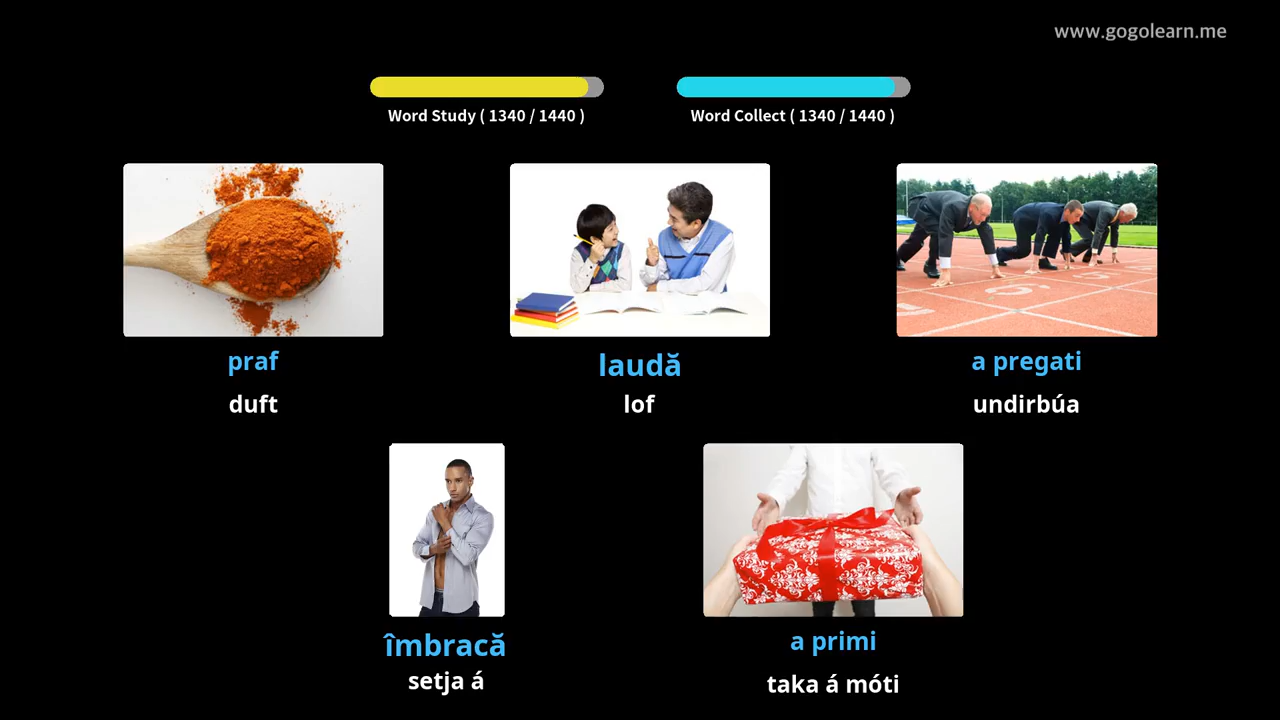 www.gogolearn.me
Word Study ( 1340 / 1440 )
Word Collect ( 1340 / 1440 )
praf
duft
laudă
lof
a pregati
undirbúa
îmbracă
setja á
a primi
taka á móti